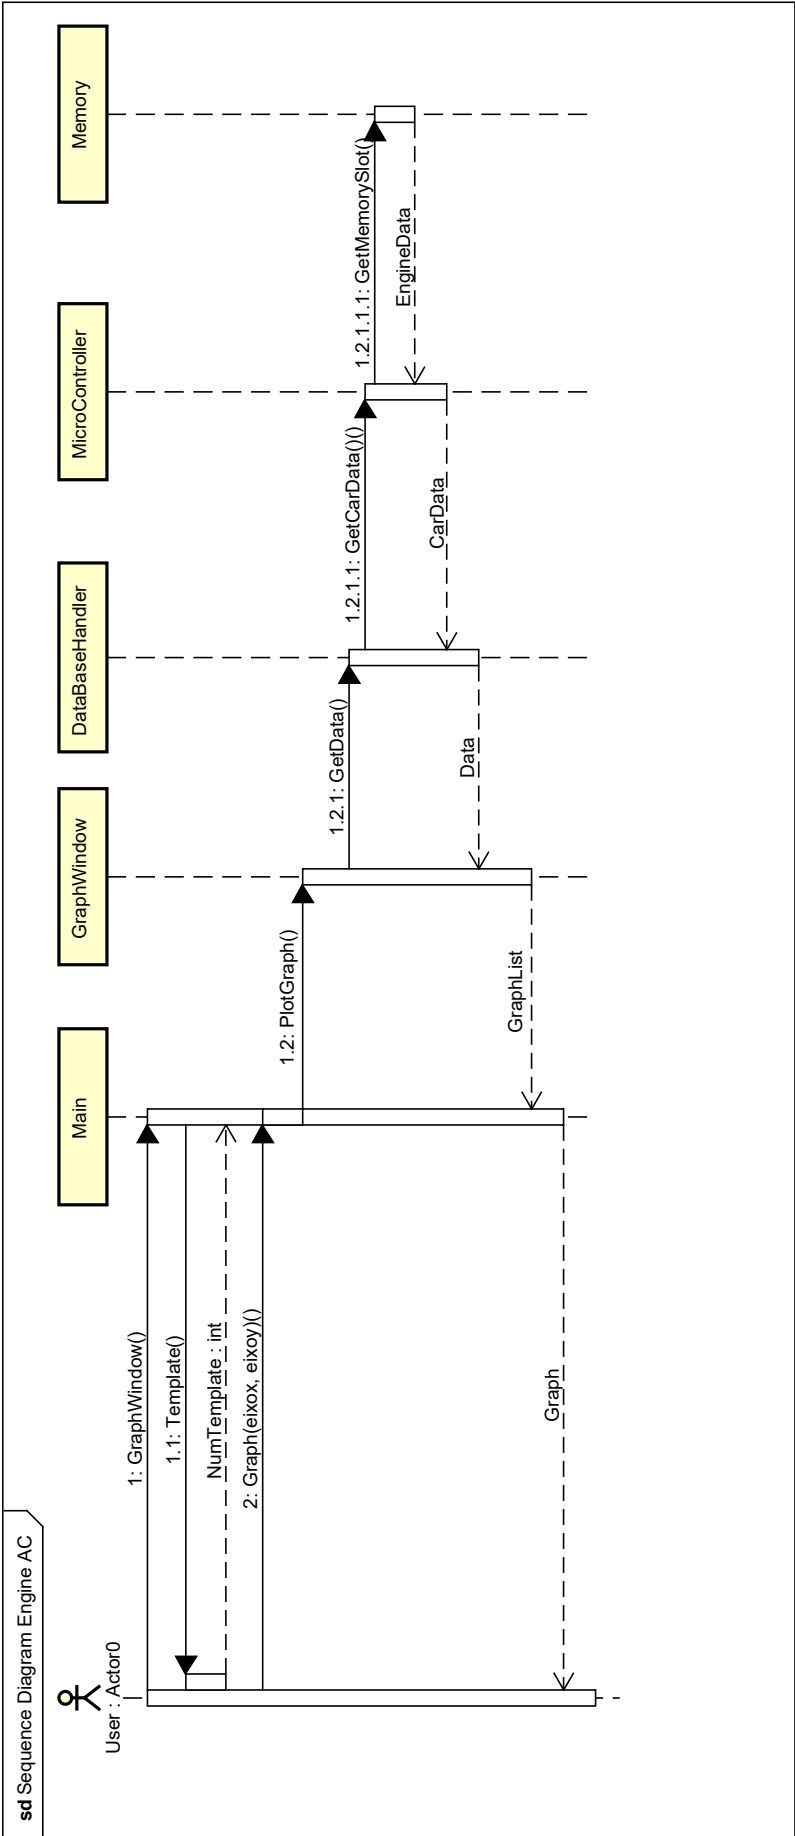 sd Sequence Diagram Engine AC
User : Actor0
Main
GraphWindow
DataBaseHandler
MicroController
Memory
1: GraphWindow()
1.1: Template()
NumTemplate : int
2: Graph(eixox, eixoy)()
1.2: PlotGraph()
1.2.1: GetData()
1.2.1.1: GetCarData()()
1.2.1.1.1: GetMemorySlot()
EngineData
CarData
Data
GraphList
Graph